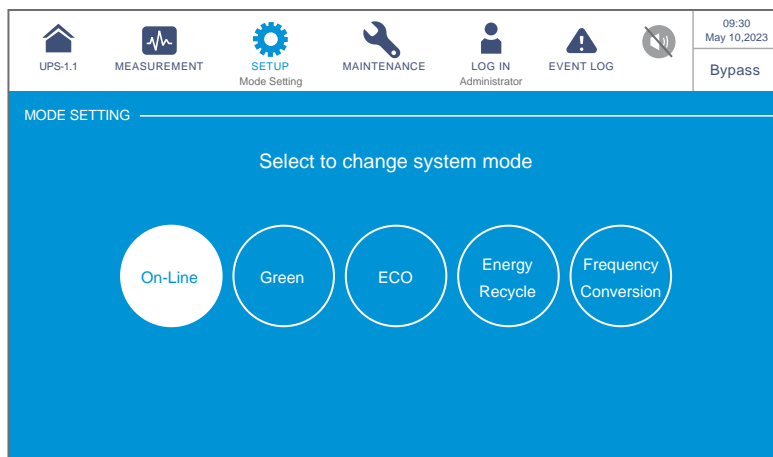 UPS-1.1
MEASUREMENT
SETUP
Mode Setting
MAINTENANCE
LOG IN
Administrator
EVENT LOG
09:30
May 10,2023
Bypass
MODE SETTING
Select to change system mode
On-Line
Green
ECO
Energy
Recycle
Frequency
Conversion